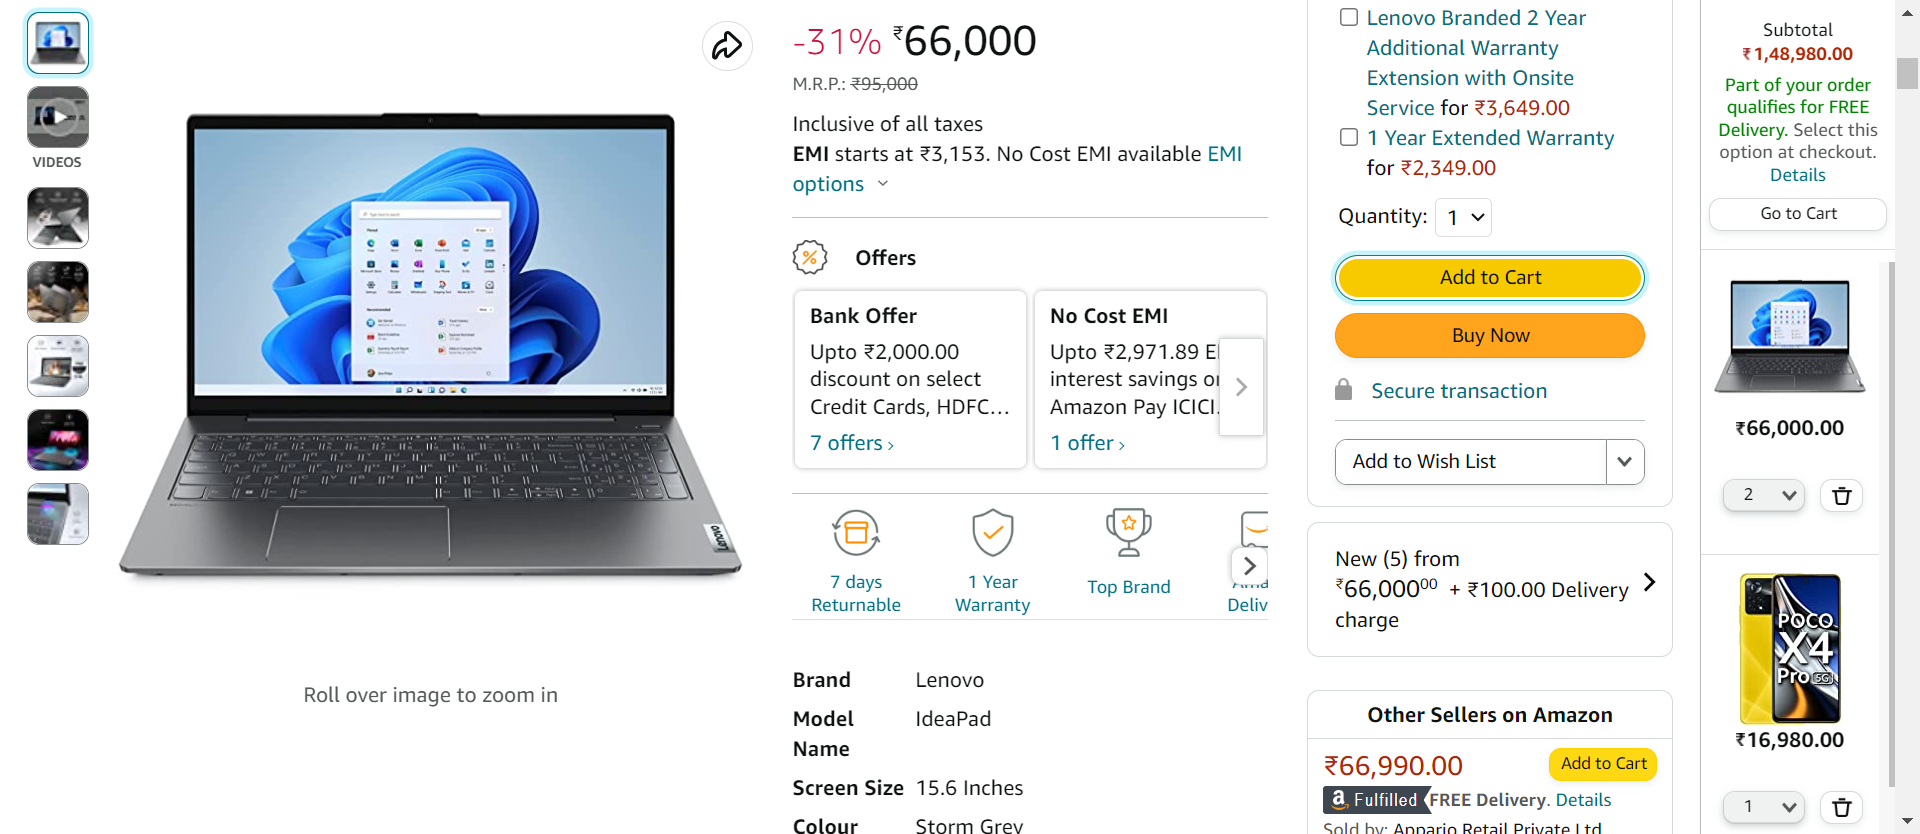 VIDEOS
Lenovo
Roll over image to zoom in
-31% ₹66,000
M.R.P.: ₹95,000
Inclusive of all taxes
EMI starts at ₹3,153. No Cost EMI available EMI
options
Offers
Bank Offer
Upto ₹2,000.00
discount on select
Credit Cards, HDFC…
7 offers ›
No Cost EMI
Upto ₹2,971.89 E
interest savings o
Amazon Pay ICICI
1 offer ›
7 days
Returnable
1 Year
Warranty
Top Brand
Deliv
Brand Lenovo
Model IdeaPad
Name
Screen Size 15.6 Inches
Colour Storm Grey
Lenovo Branded 2 Year
Additional Warranty
Extension with Onsite
Service for ₹3,649.00
1 Year Extended Warranty
for ₹2,349.00
Quantity: 1
Add to Cart
Buy Now
Secure transaction
Add to Wish List
New (5) from
₹66,000⁰⁰ + ₹100.00 Delivery
charge
Other Sellers on Amazon
₹66,990.00 Add to Cart
Fulfilled FREE Delivery. Details
Sold by: Appario Retail Private Ltd
Subtotal
₹1,48,980.00
Part of your order
qualifies for FREE
Delivery. Select this
option at checkout.
Details
Go to Cart
₹66,000.00
2
POCO
X4
Pro 5G
₹16,980.00
1